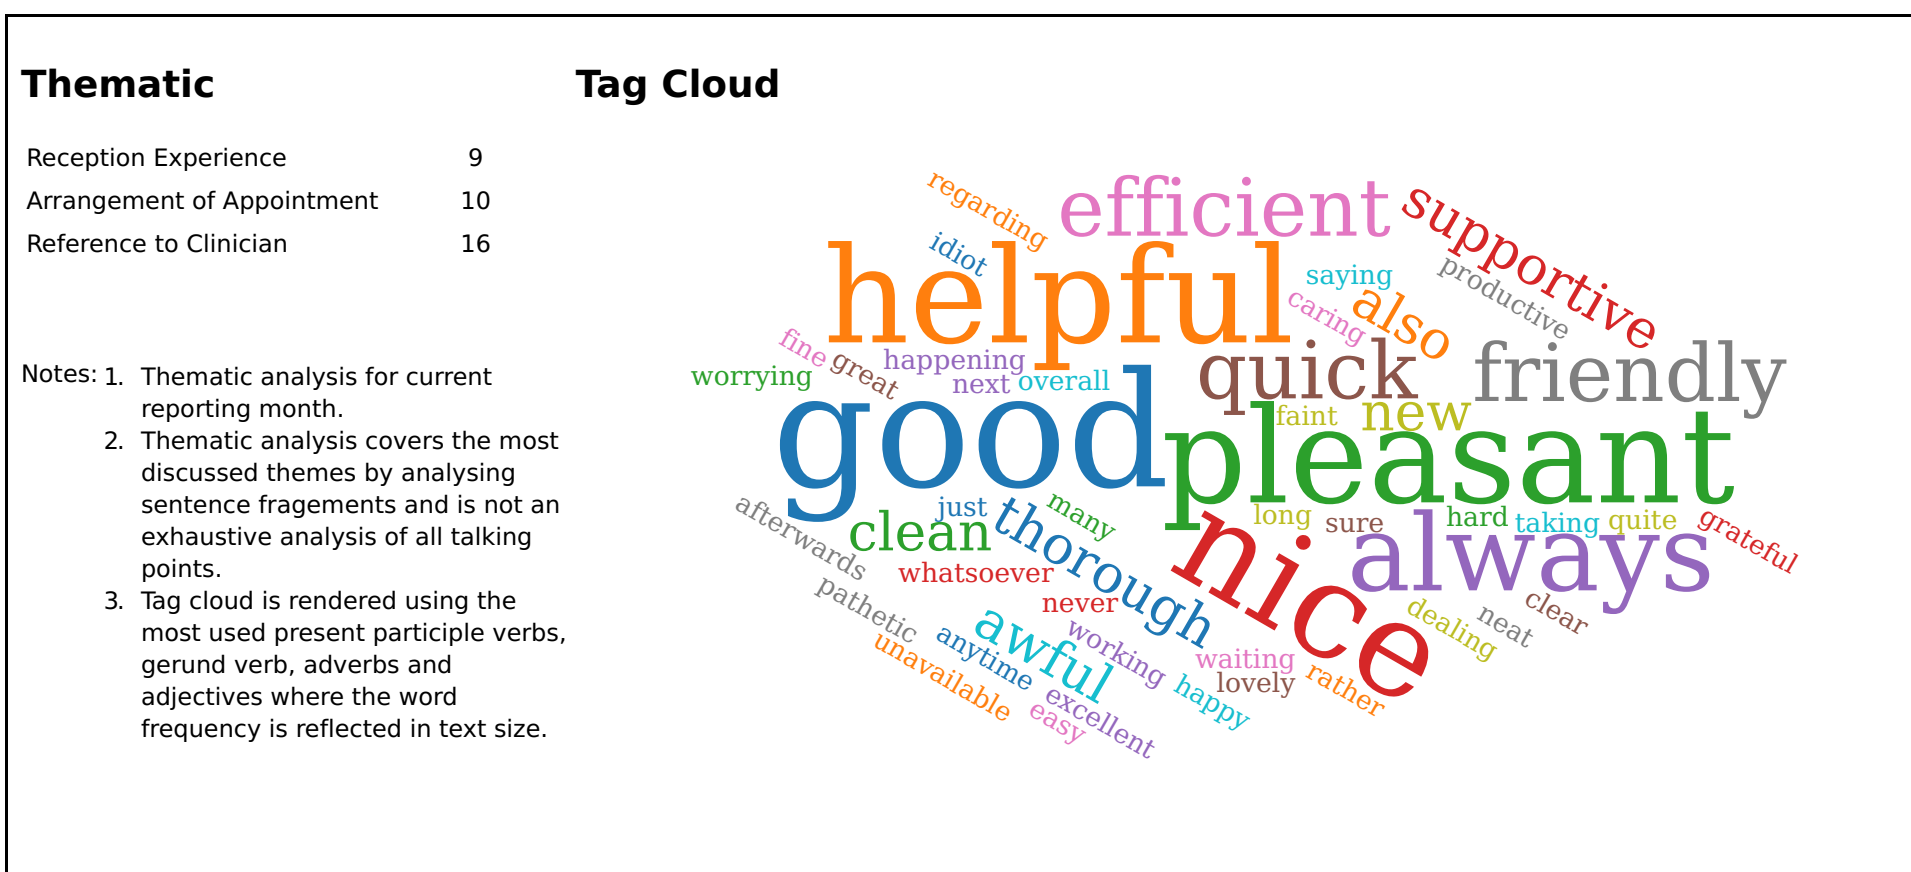 Thematic
Reception Experience 9
Arrangement of Appointment 10
Reference to Clinician 16
Notes: 1. Thematic analysis for current
reporting month.
2. Thematic analysis covers the most
discussed themes by analysing
sentence fragements and is not an
exhaustive analysis of all talking
points.
3. Tag cloud is rendered using the
most used present participle verbs,
gerund verb, adverbs and
adjectives where the word
frequency is reflected in text size.
Tag Cloud
regarding
efficient
supportive
idiot
helpful
saying
productive
caring
also
fine
great
happening
quick
friendly
worrying
next
overall
good
faint
new
pleasant
afterwards
just
many
clean
thorough
long
sure
hard
taking
quite
grateful
nice
always
whatsoever
pathetic
never
dealing
neat
clear
awful
working
anytime
unavailable
waiting
lovely
rather
happy
excellent
easy